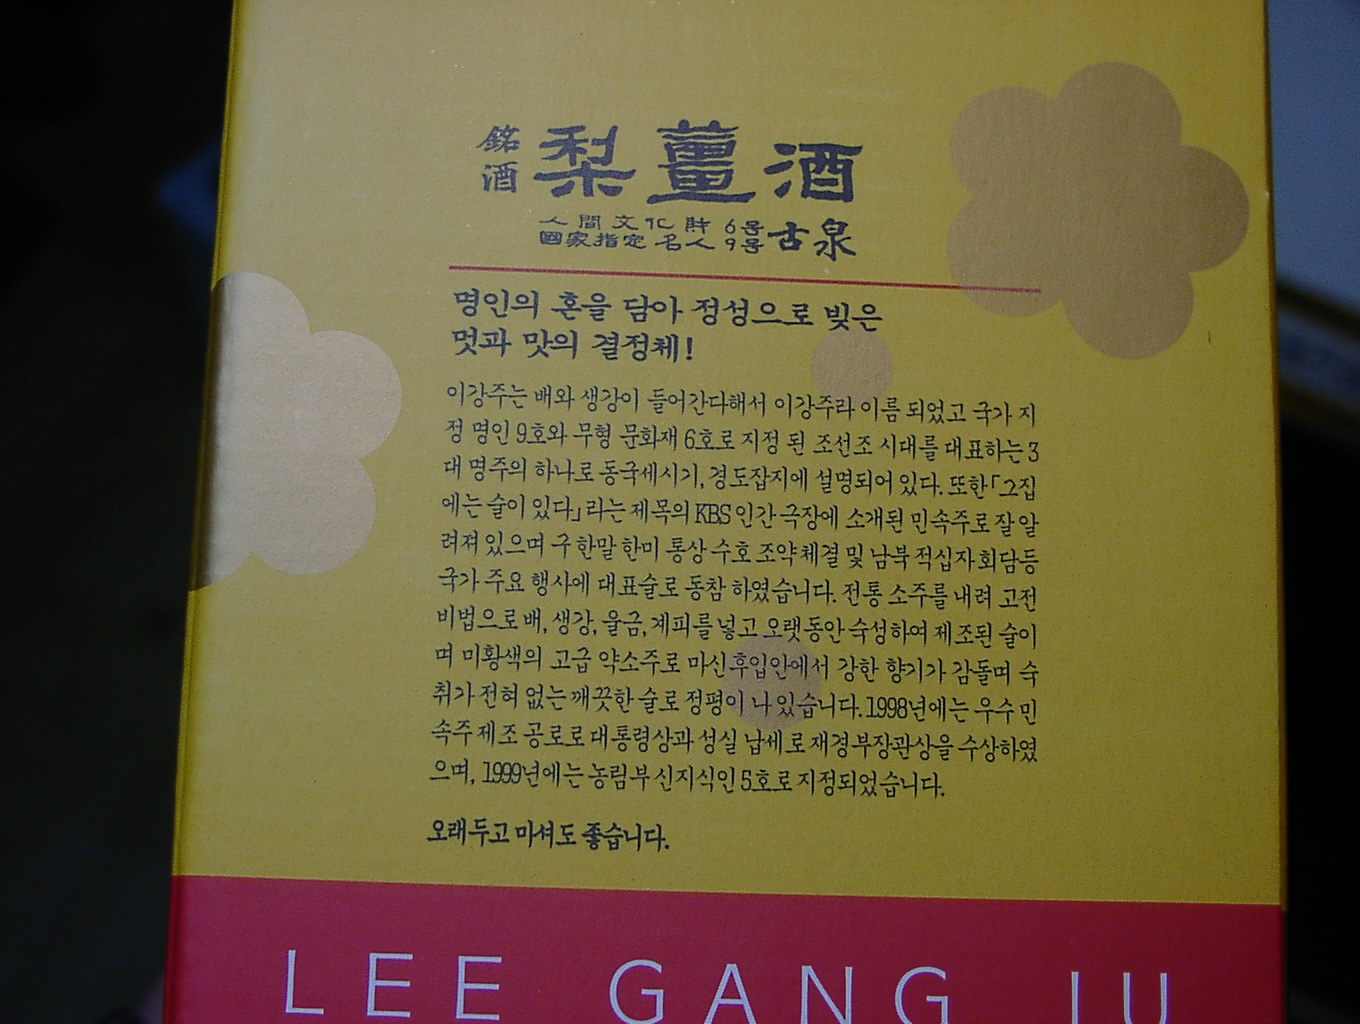 銘酒 梨薑酒
人間文化財 6号
國家指定 名人 9号 古泉
명인의 혼을 담아 정성으로 빚은
멋과 맛의 결정체!
이강주는 배와 생강이 들어간다해서 이강주라 이름 되었고 국가 지
정 명인 9호와 무형 문화재 6호로 지정 된 조선조 시대를 대표하는 3
대 명주의 하나로 동국세시기, 경도잡지에 설명되어 있다. 또한「그집
에는 술이 있다」라는 제목의 KBS 인간 극장에 소개된 민속주로 잘 알
려져 있으며 구 한말 한미 통상 수호 조약 체결 및 남북 적십자 회담등
국가 주요 행사에 대표술로 동참 하였습니다. 전통 소주를 내려 고전
비법으로 배, 생강, 울금, 계피를 넣고 오랫동안 숙성하여 제조된 술이
며 미황색의 고급 약소주로 마신후 입안에서 강한 향기가 감돌며 숙
취가 전혀 없는 깨끗한 술로 정평이 나 있습니다. 1998년에는 우수 민
속주 제조 공로로 대통령상과 성실 납세로 재경부장관상을 수상하였
으며, 1999년에는 농림부 신지식인 5호로 지정되었습니다.
오래두고 마셔도 좋습니다.
LEE GANG JU